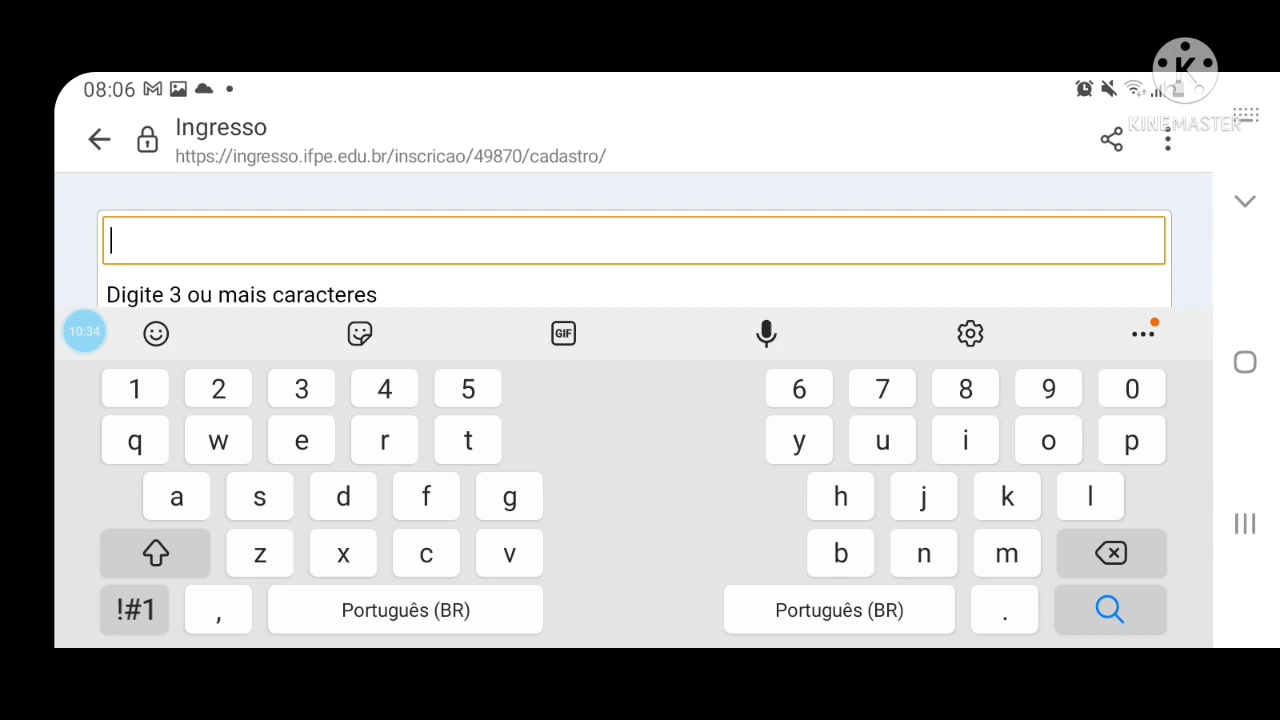 08:06
KINEMASTER
Ingresso
https://ingresso.ifpe.edu.br/inscricao/49870/cadastro/
Digite 3 ou mais caracteres
10:34
GIF
1 2 3 4 5 6 7 8 9 0
q w e r t y u i o p
a s d f g h j k l
z x c v b n m
!#1 , Português (BR) Português (BR) .